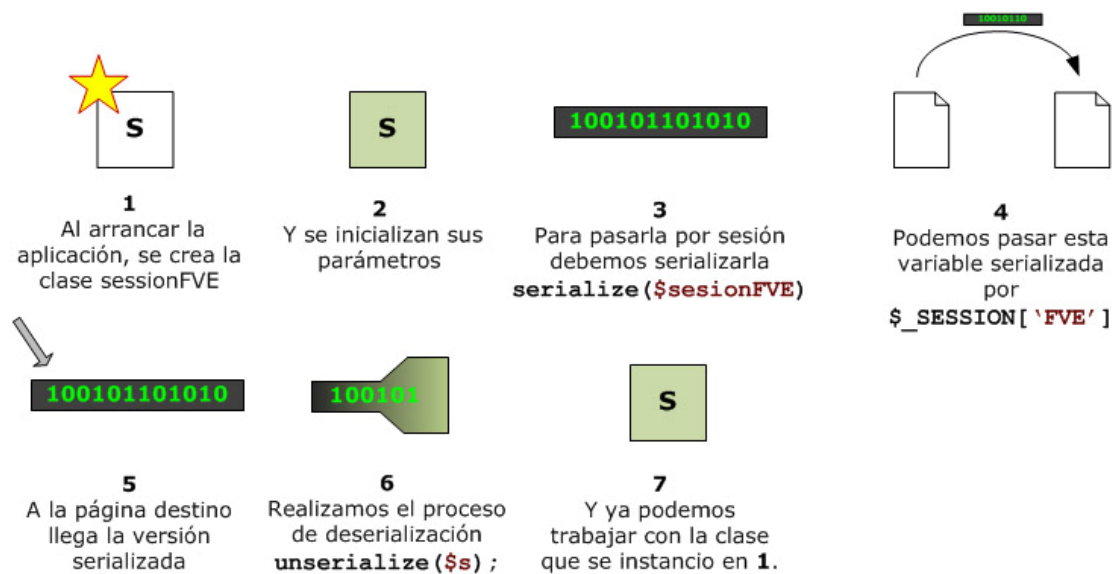 10010110
S
S
100101101010
1
Al arrancar la
aplicación, se crea la
clase sessionFVE
2
Y se inicializan sus
parámetros
3
Para pasarla por sesión
debemos serializarla
serialize($sesionFVE)
4
Podemos pasar esta
variable serializada
por
$_SESSION[‘FVE’]
100101101010
100101
S
5
A la página destino
llega la versión
serializada
6
Realizamos el proceso
de deserialización
unserialize($s);
7
Y ya podemos
trabajar con la clase
que se instancio en 1.